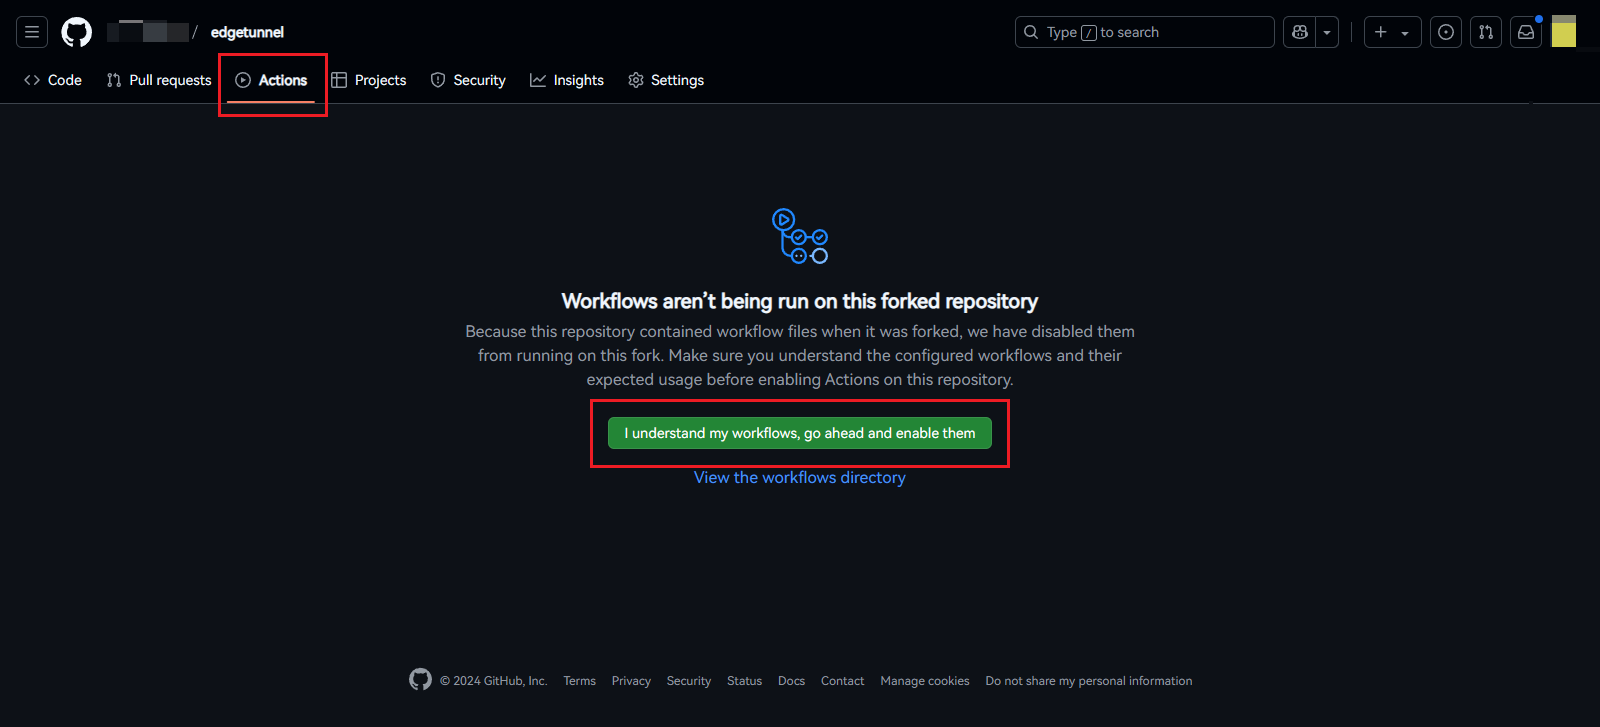 / edgetunnel
Type / to search
Code Pull requests Actions Projects Security Insights Settings
Workflows aren't being run on this forked repository
Because this repository contained workflow files when it was forked, we have disabled them
from running on this fork. Make sure you understand the configured workflows and their
expected usage before enabling Actions on this repository.
I understand my workflows, go ahead and enable them
View the workflows directory
© 2024 GitHub, Inc. Terms Privacy Security Status Docs Contact Manage cookies Do not share my personal information